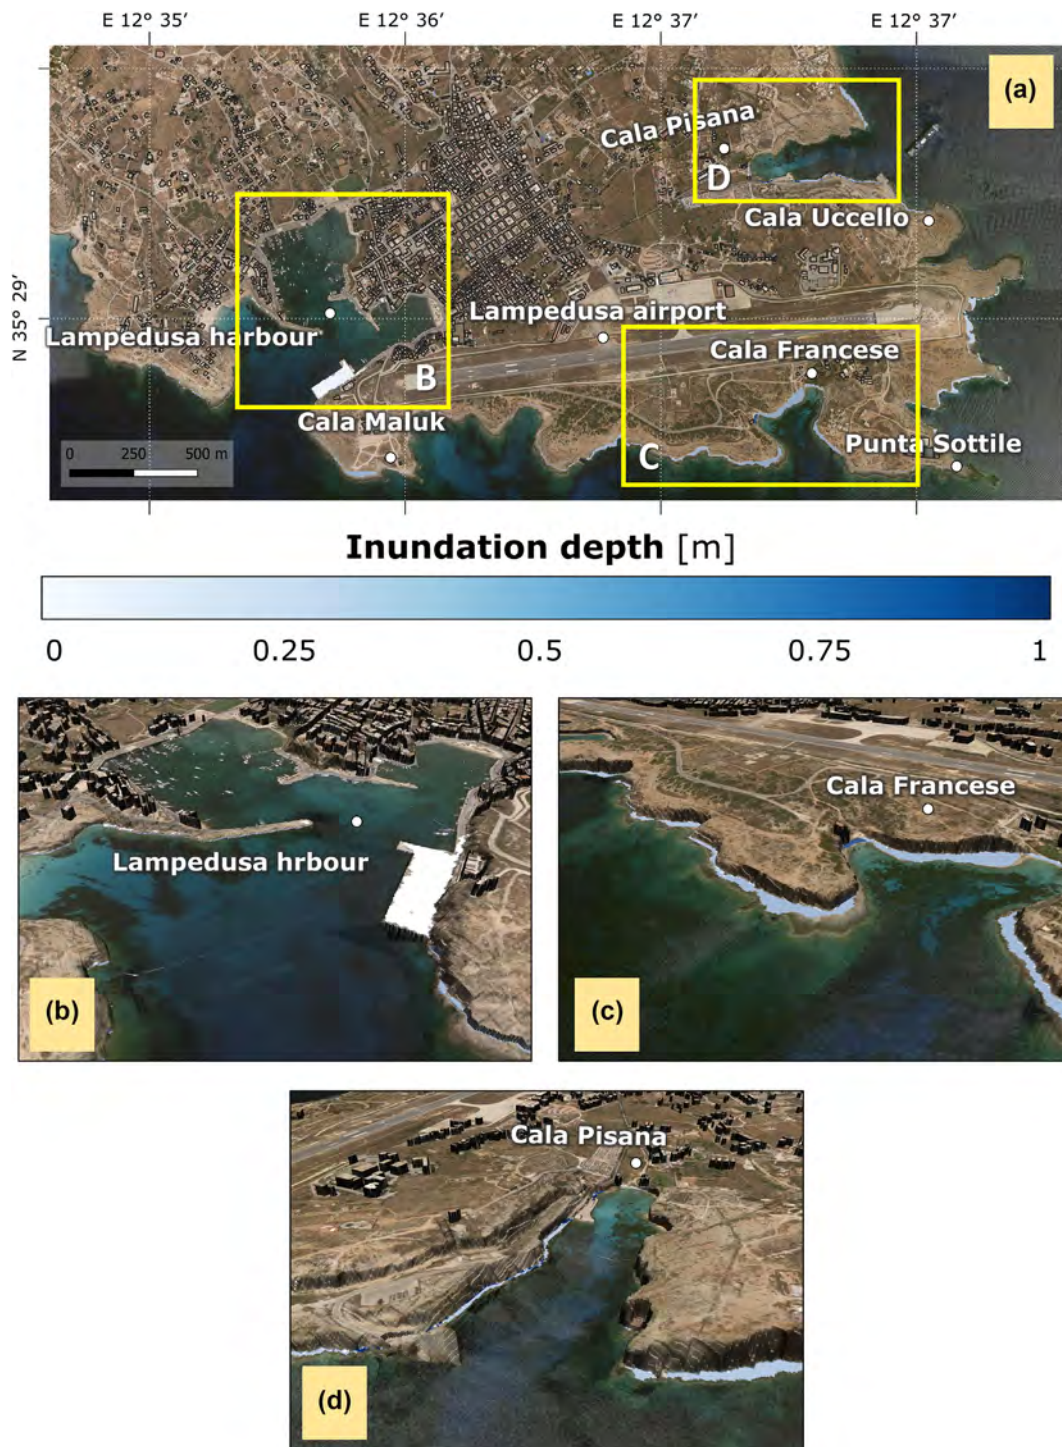 E 12° 35’ E 12° 36’ E 12° 37’ E 12° 37’
(a)
Cala Pisana
D
Cala Uccello
N 35° 29’
Lampedusa airport
Lampedusa harbour
Cala Francese
B
Cala Maluk
Punta Sottile
C
0 250 500 m
Inundation depth [m]
0 0.25 0.5 0.75 1
Cala Francese
Lampedusa hrbour
(b)
(c)
Cala Pisana
(d)